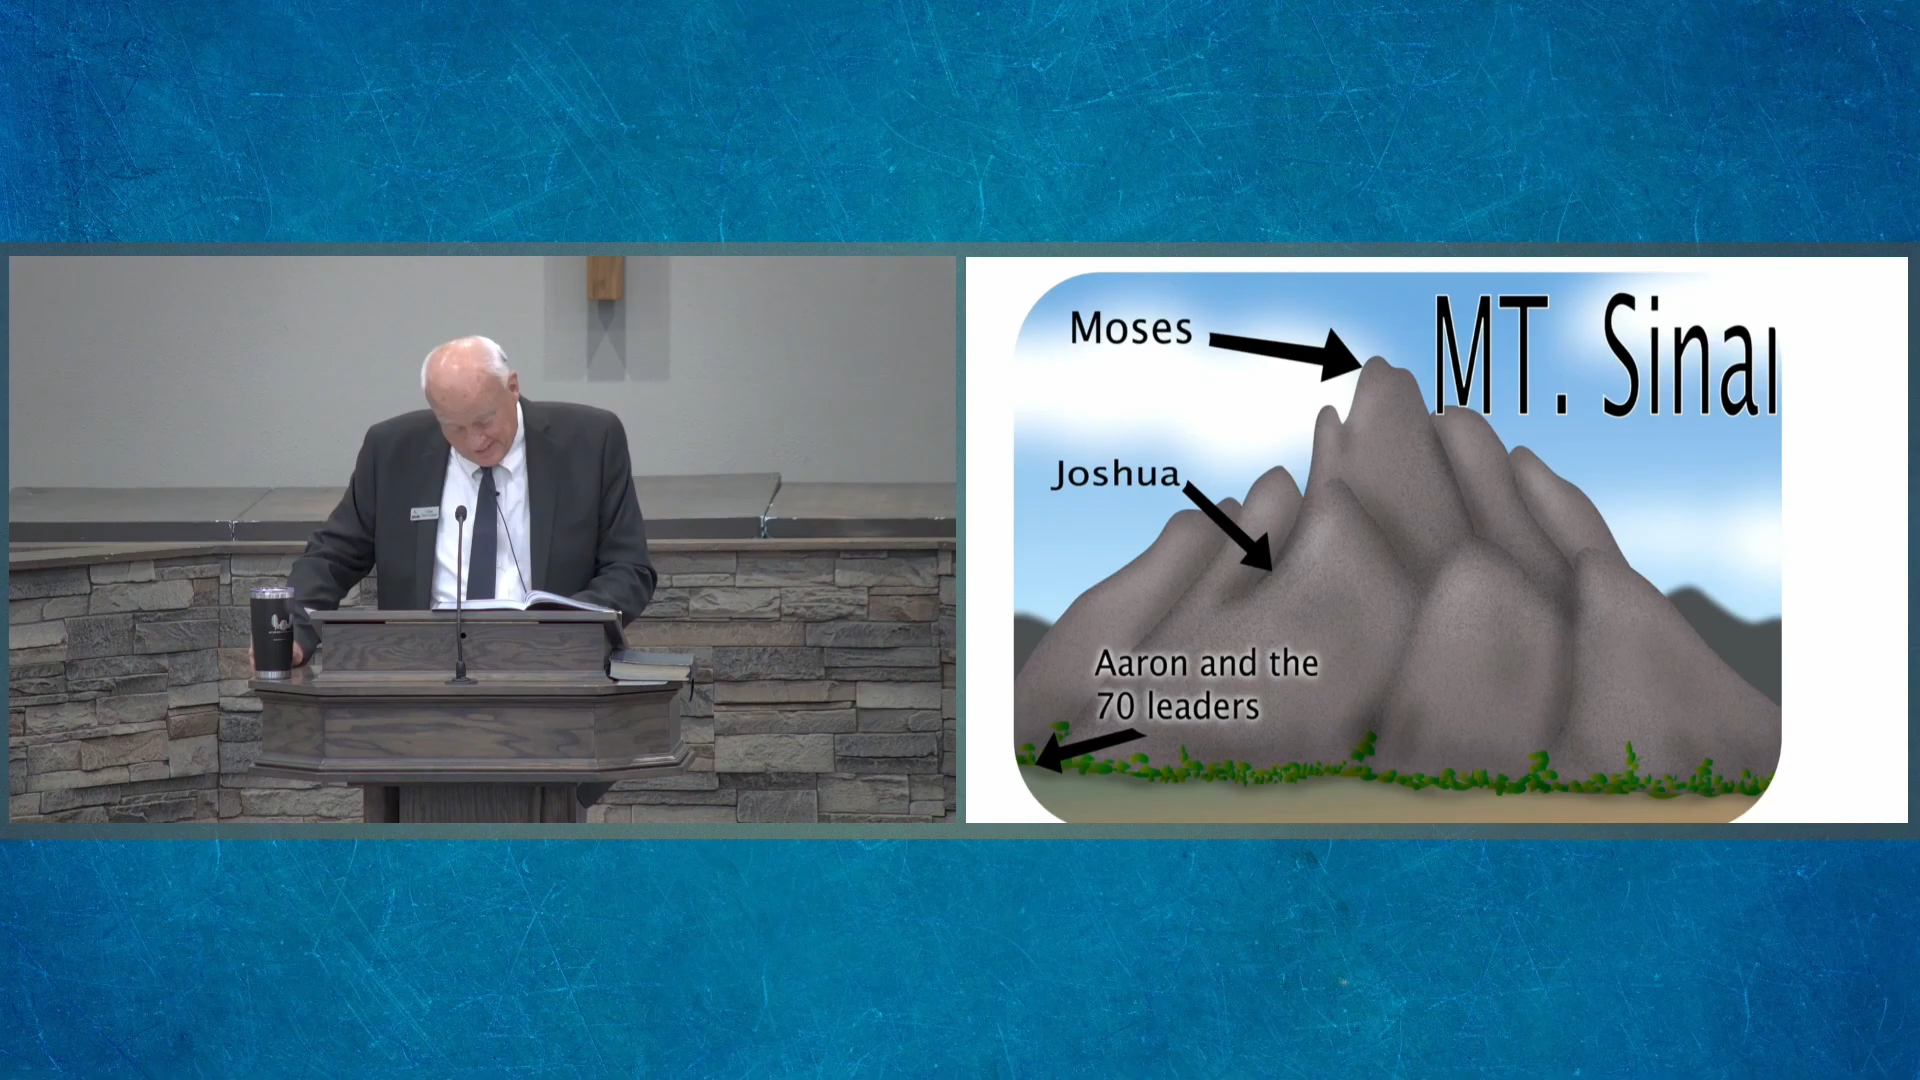 Moses
MT. Sinai
Joshua
Aaron and the
70 leaders